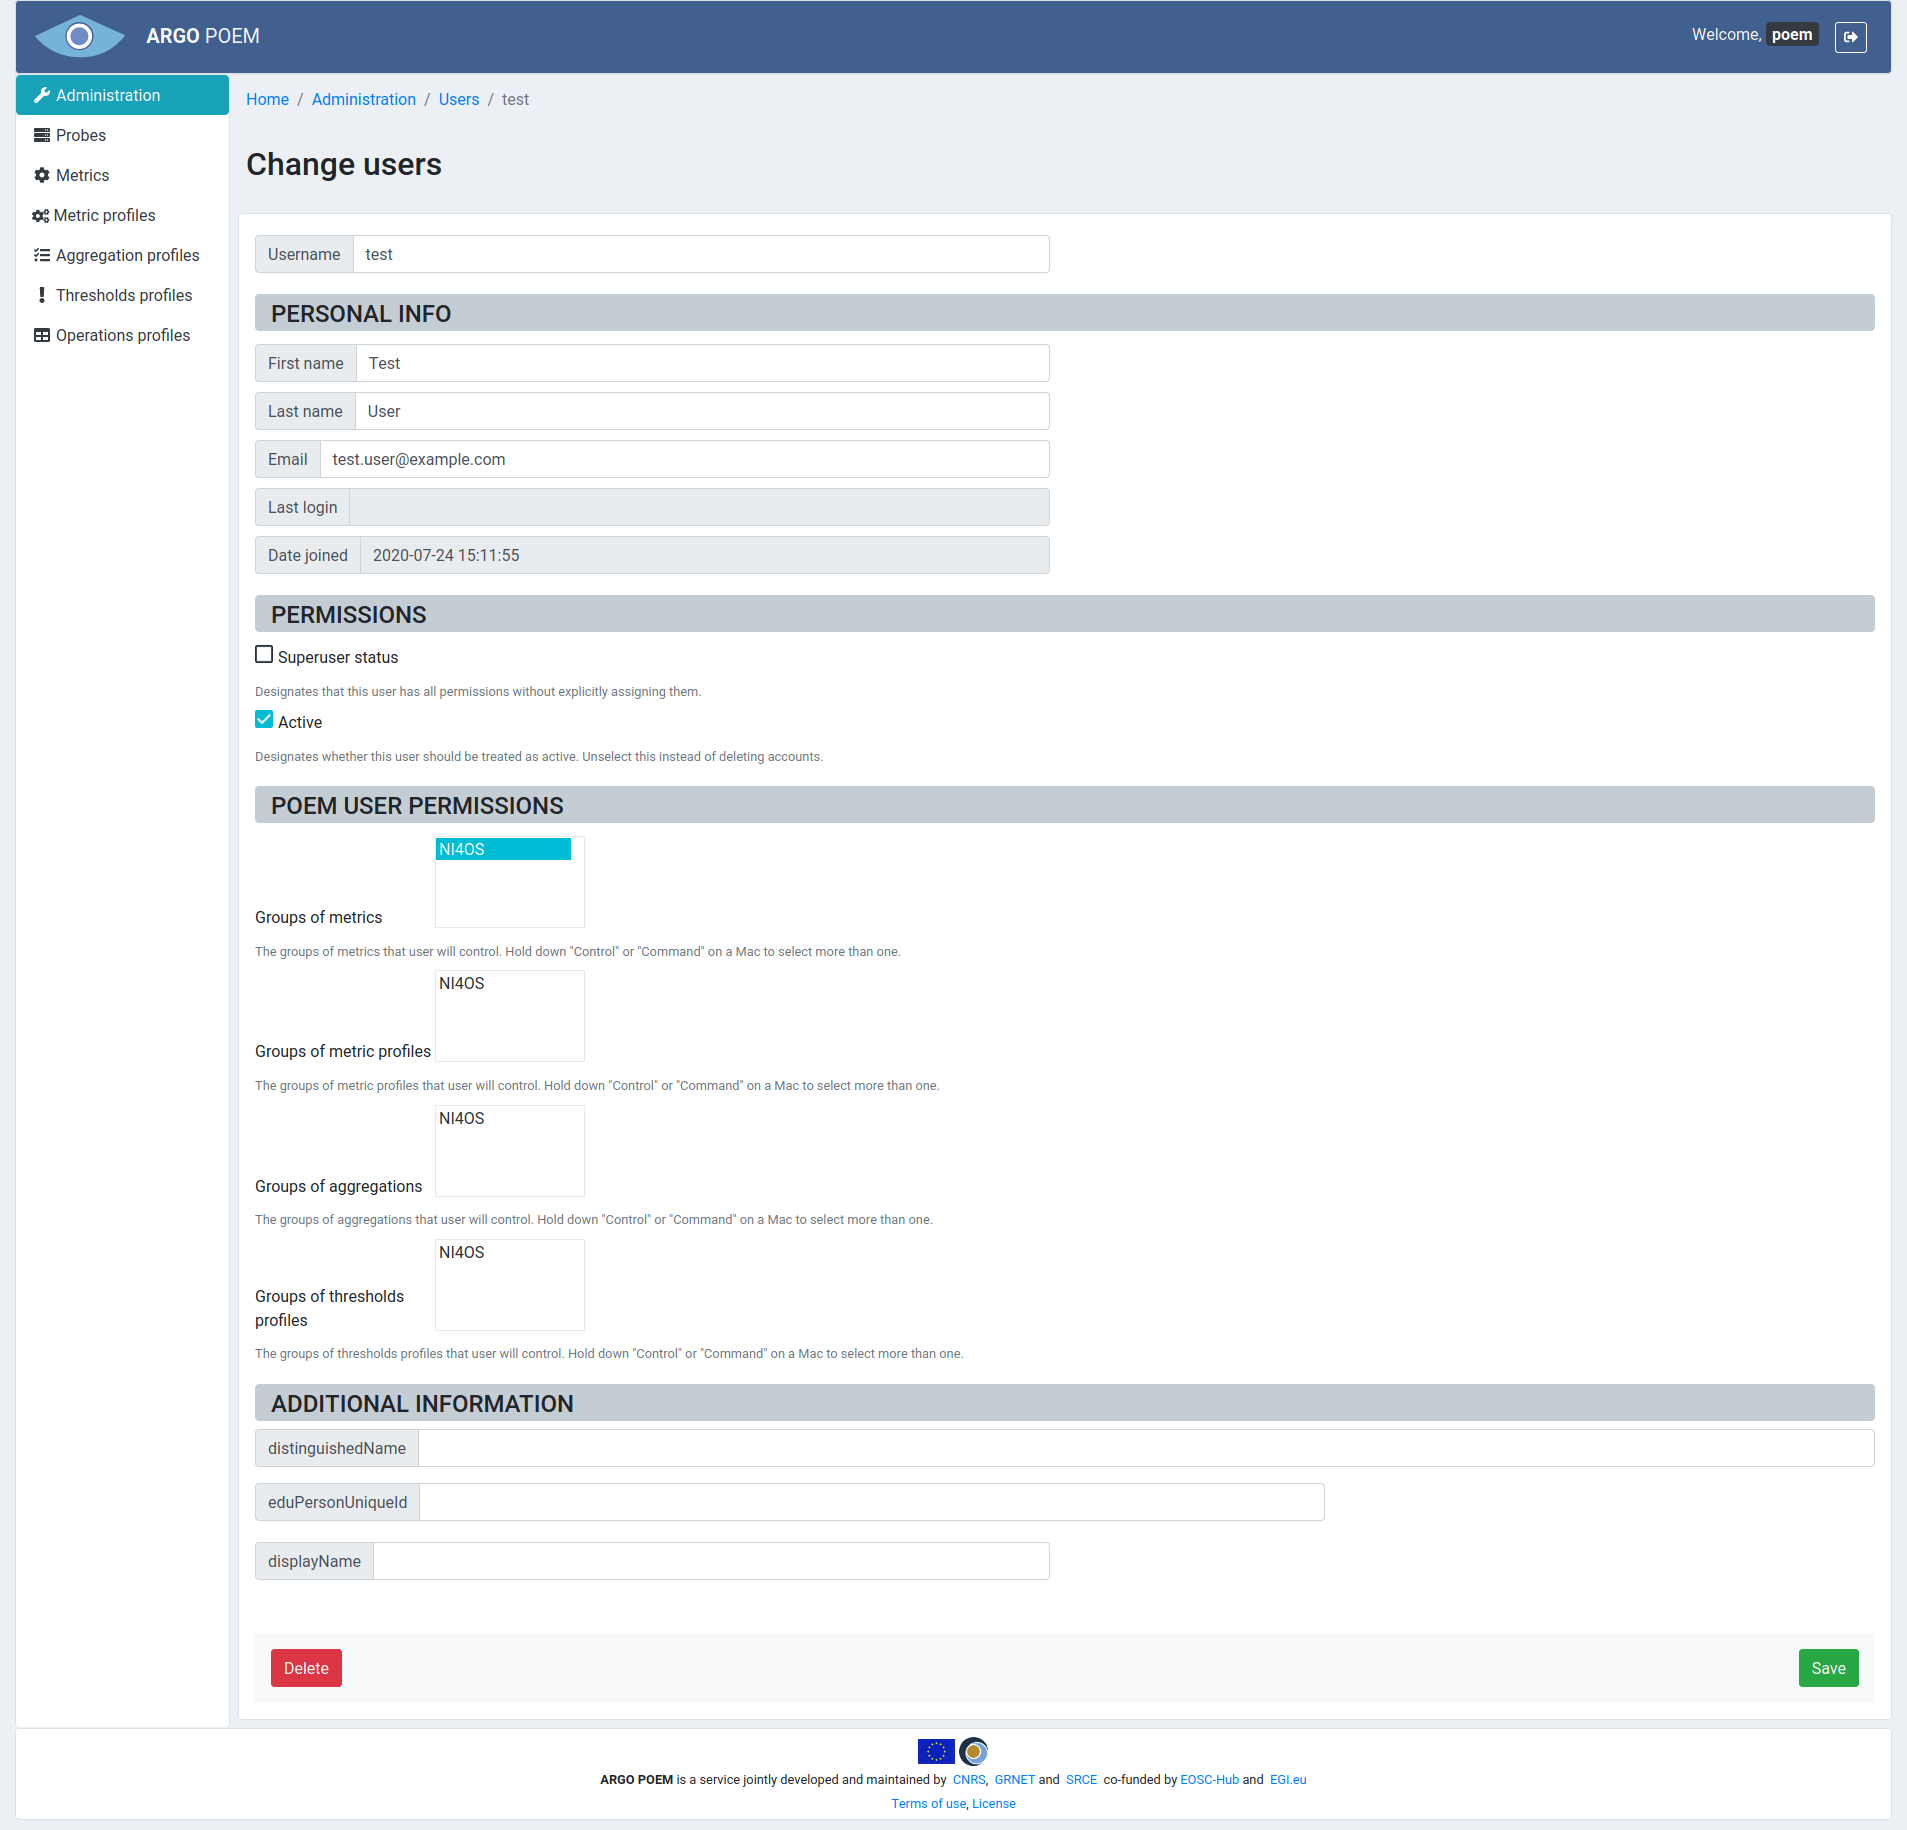 ARGO POEM
Welcome, poem
Administration
Probes
Metrics
Metric profiles
Aggregation profiles
Thresholds profiles
Operations profiles
Home / Administration / Users / test
Change users
Username test
PERSONAL INFO
First name Test
Last name User
Email test.user@example.com
Last login
Date joined 2020-07-24 15:11:55
PERMISSIONS
Superuser status
Designates that this user has all permissions without explicitly assigning them.
Active
Designates whether this user should be treated as active. Unselect this instead of deleting accounts.
POEM USER PERMISSIONS
NI4OS
Groups of metrics
The groups of metrics that user will control. Hold down "Control" or "Command" on a Mac to select more than one.
NI4OS
Groups of metric profiles
The groups of metric profiles that user will control. Hold down "Control" or "Command" on a Mac to select more than one.
NI4OS
Groups of aggregations
The groups of aggregations that user will control. Hold down "Control" or "Command" on a Mac to select more than one.
NI4OS
Groups of thresholds
profiles
The groups of thresholds profiles that user will control. Hold down "Control" or "Command" on a Mac to select more than one.
ADDITIONAL INFORMATION
distinguishedName
eduPersonUniqueId
displayName
Delete
Save
ARGO POEM is a service jointly developed and maintained by CNRS, GRNET and SRCE co-funded by EOSC-Hub and EGI.eu
Terms of use, License